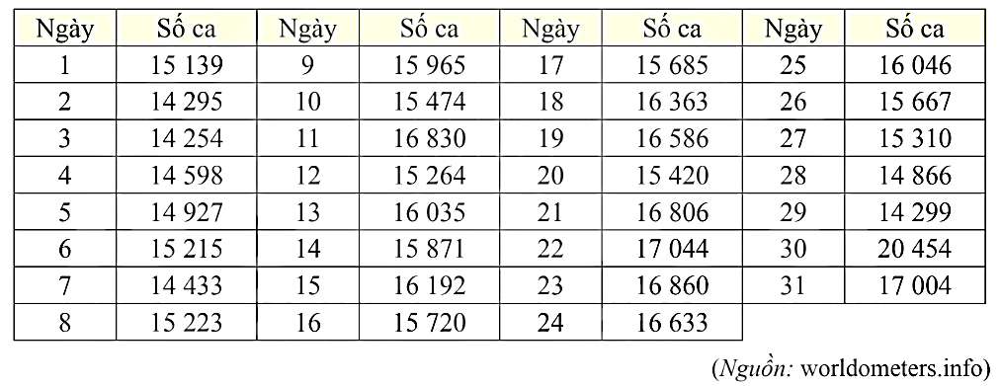 Ngày Số ca Ngày Số ca Ngày Số ca Ngày Số ca
1 15 139 9 15 965 17 15 685 25 16 046
2 14 295 10 15 474 18 16 363 26 15 667
3 14 254 11 16 830 19 16 586 27 15 310
4 14 598 12 15 264 20 15 420 28 14 866
5 14 927 13 16 035 21 16 806 29 14 299
6 15 215 14 15 871 22 17 044 30 20 454
7 14 433 15 16 192 23 16 860 31 17 004
8 15 223 16 15 720 24 16 633
(Nguồn: worldometers.info)